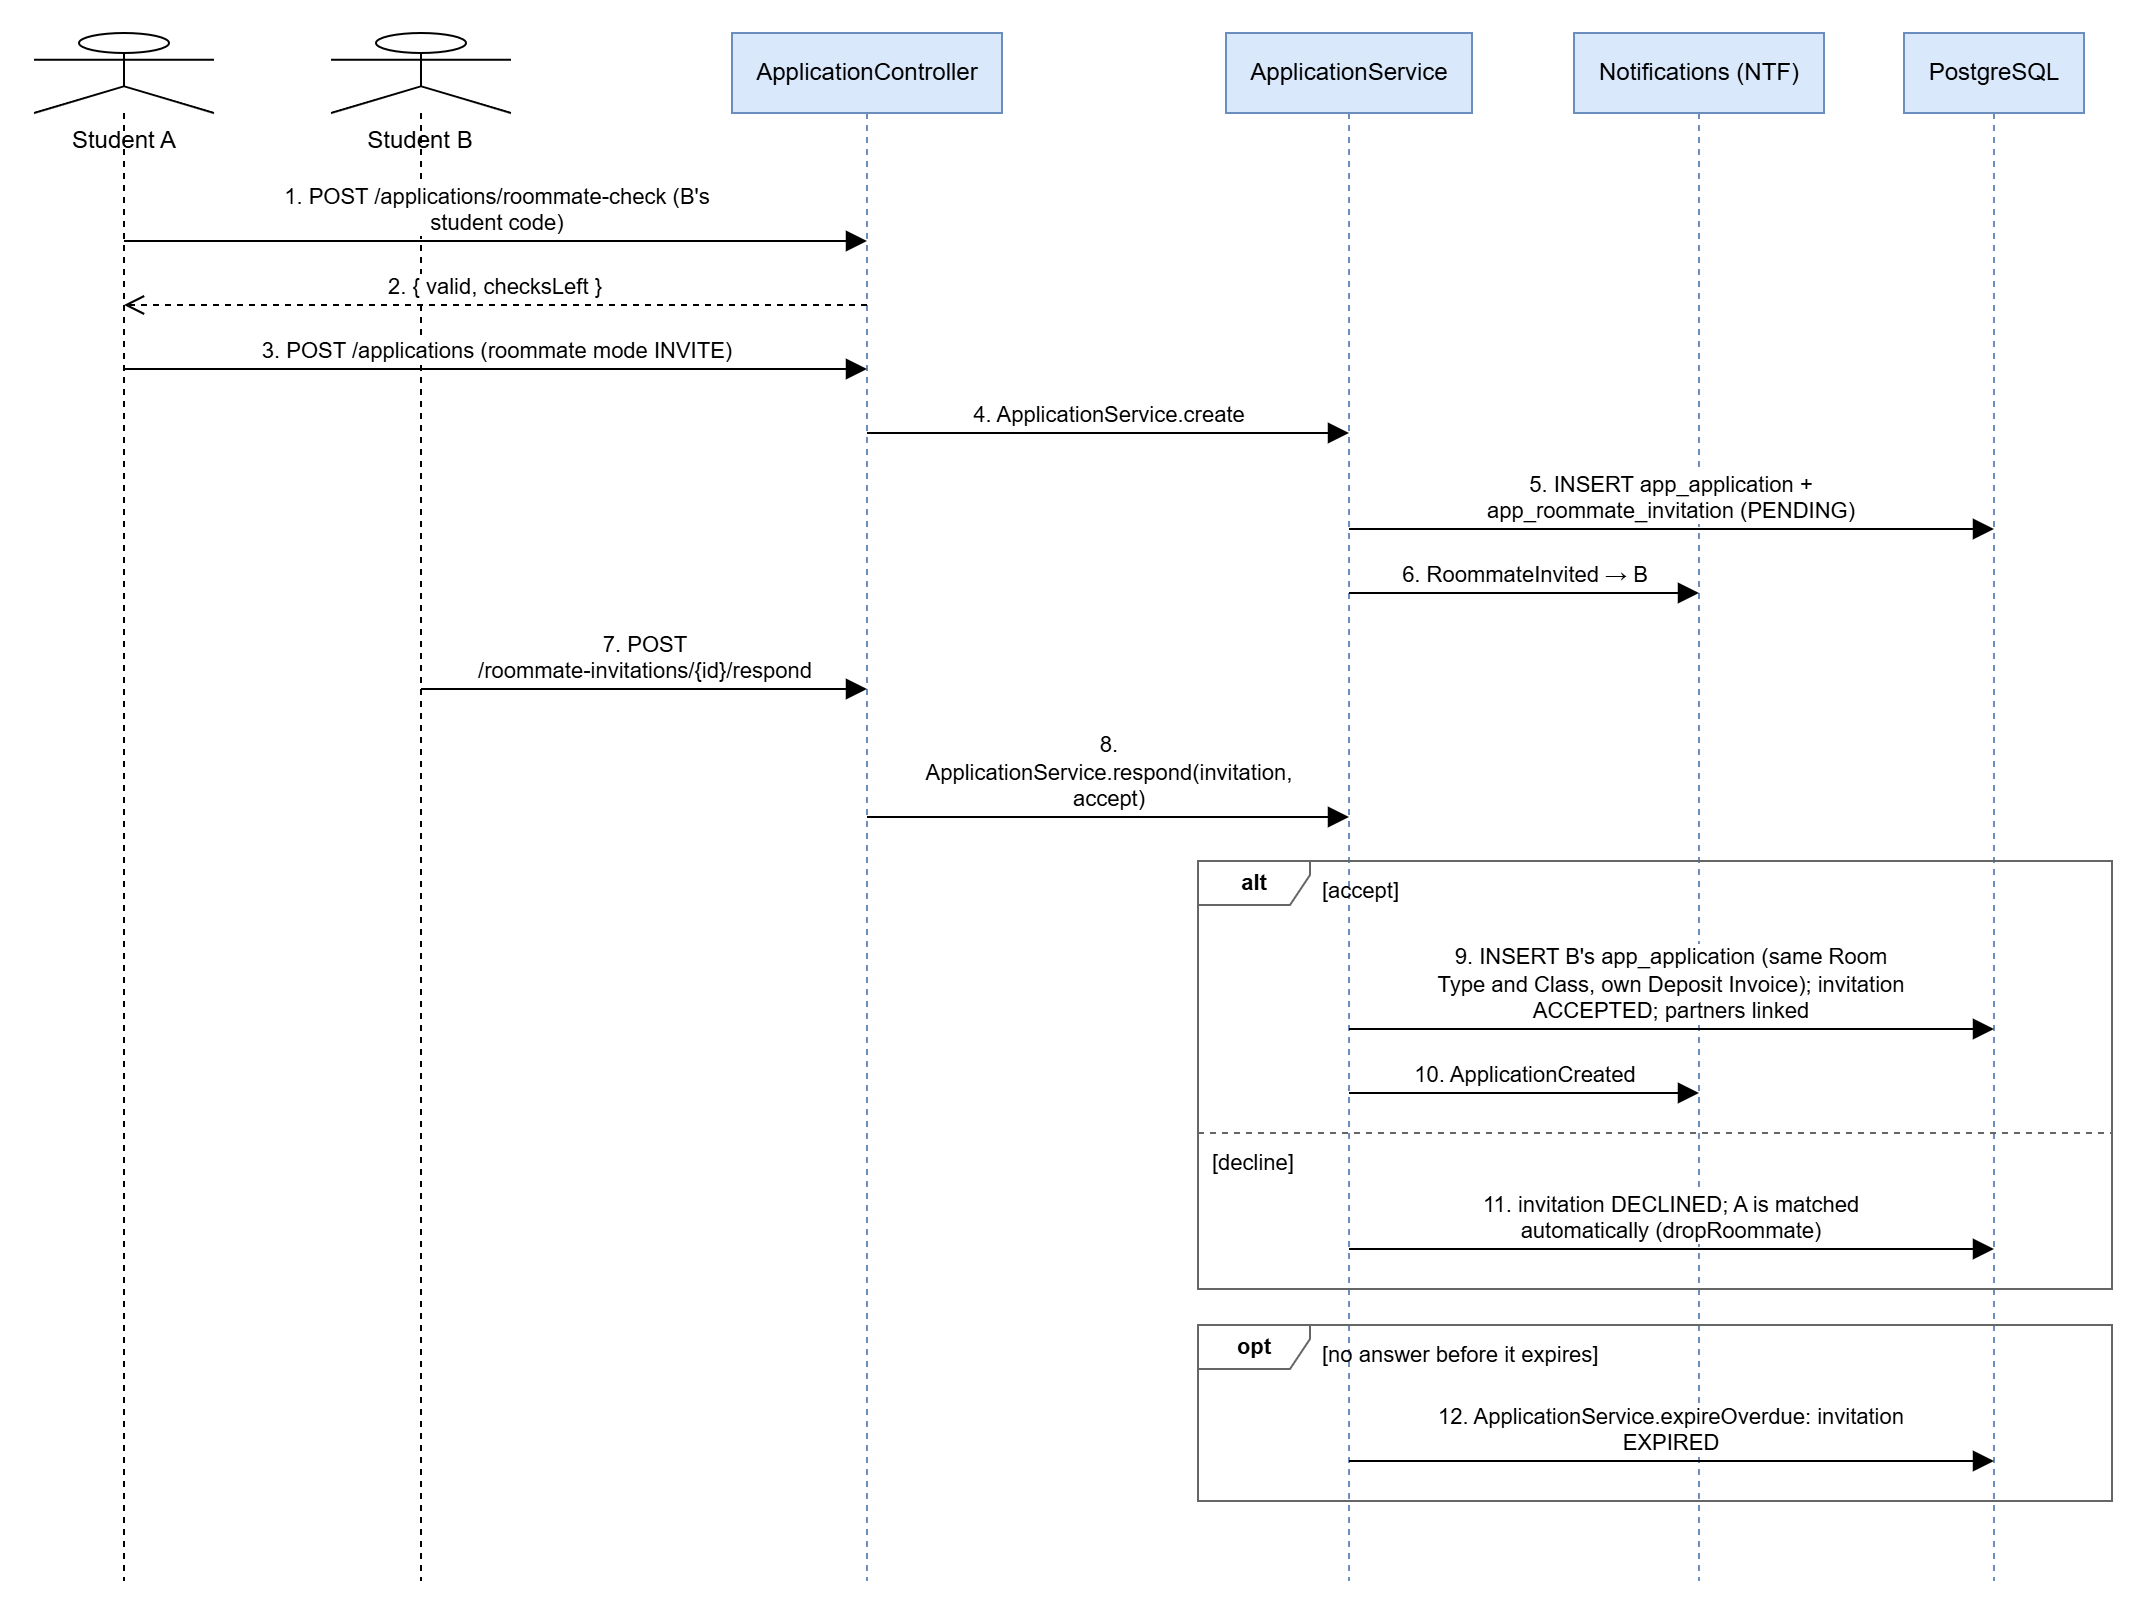 ApplicationController
ApplicationService
Notifications (NTF)
PostgreSQL
Student A
Student B
1. POST /applications/roommate-check (B's
student code)
2. { valid, checksLeft }
3. POST /applications (roommate mode INVITE)
4. ApplicationService.create
5. INSERT app_application +
app_roommate_invitation (PENDING)
6. RoommateInvited → B
7. POST
/roommate-invitations/{id}/respond
8.
ApplicationService.respond(invitation,
accept)
alt
[accept]
9. INSERT B's app_application (same Room
Type and Class, own Deposit Invoice); invitation
ACCEPTED; partners linked
10. ApplicationCreated
[decline]
11. invitation DECLINED; A is matched
automatically (dropRoommate)
opt
[no answer before it expires]
12. ApplicationService.expireOverdue: invitation
EXPIRED